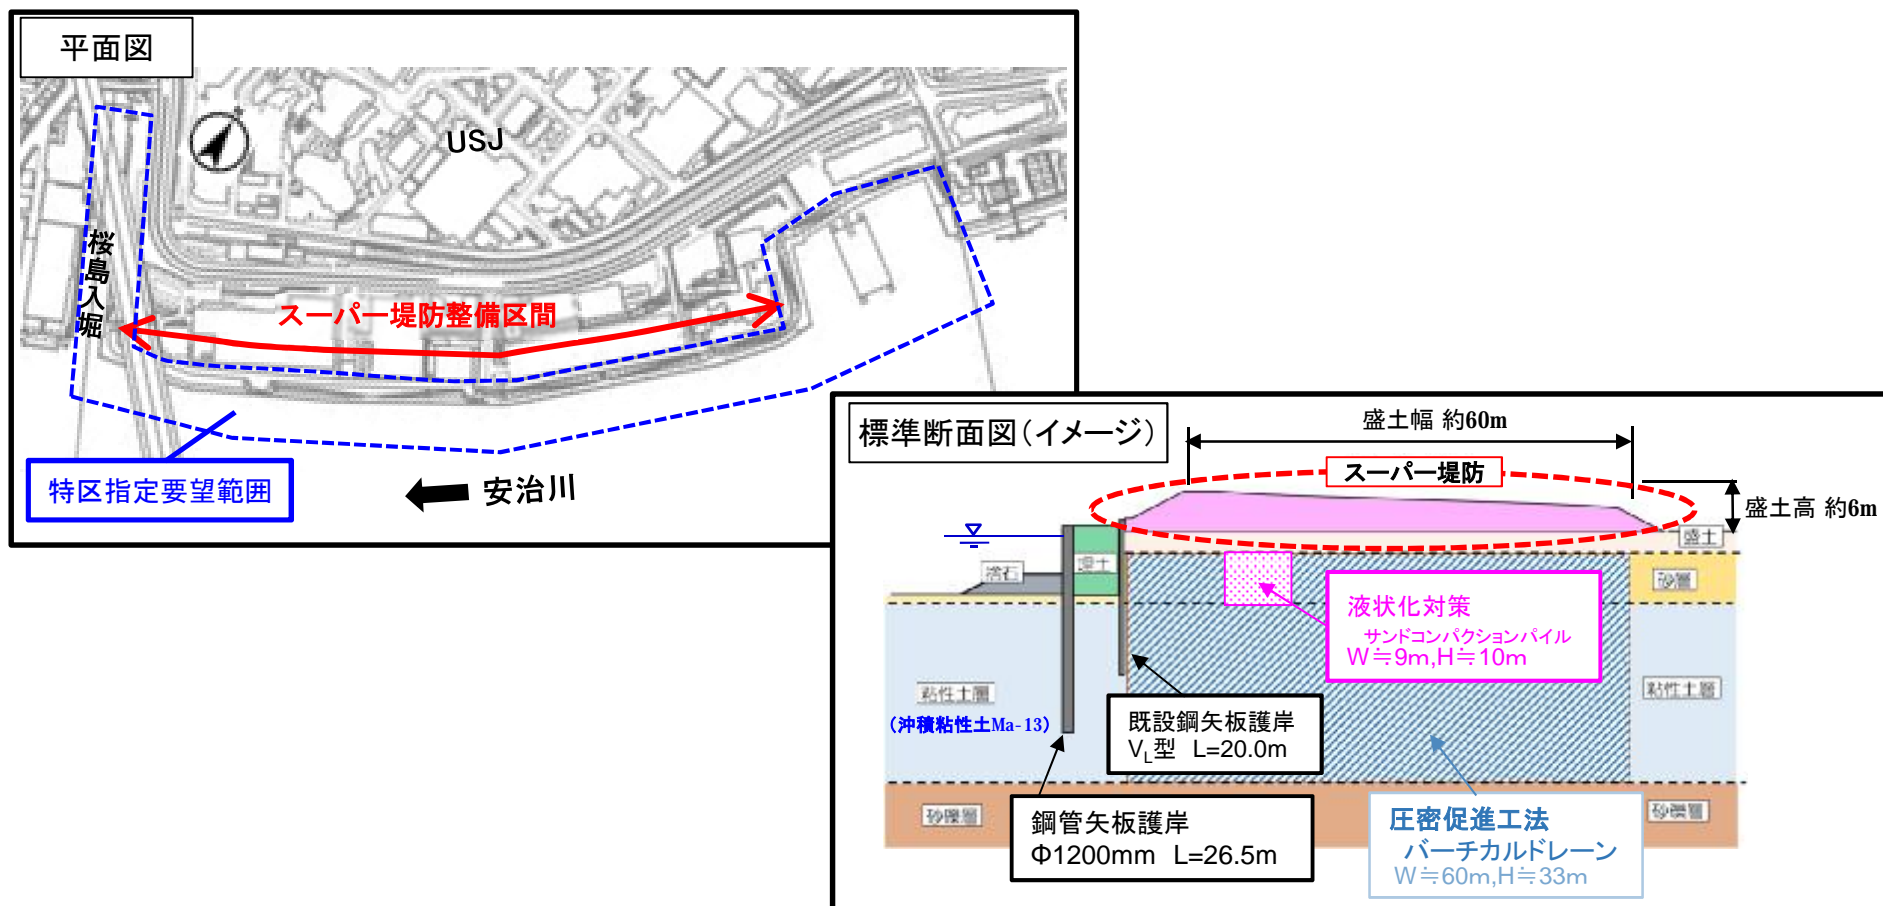 平面図
USJ
桜島入堀
スーパー堤防整備区間
特区指定要望範囲
安治川
標準断面図(イメージ)
盛土幅 約60m
スーパー堤防
盛土高 約6m
盛土
捨石
埋土
砂層
液状化対策
サンドコンパクションパイル
W≒9m,H≒10m
粘性土層
(沖積粘性土Ma-13)
粘性土層
既設鋼矢板護岸
VL型 L=20.0m
砂礫層
鋼管矢板護岸
Φ1200mm L=26.5m
圧密促進工法
バーチカルドレーン
W≒60m,H≒33m
砂礫層